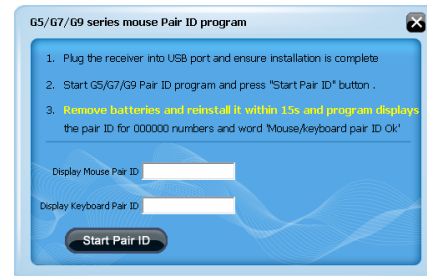 G5/G7/G9 series mouse Pair ID program
1. Plug the receiver into USB port and ensure installation is complete
2. Start G5/G7/G9 Pair ID program and press "Start Pair ID" button .
3. Remove batteries and reinstall it within 15s and program displays
the pair ID for 000000 numbers and word 'Mouse/keyboard pair ID Ok'
Display Mouse Pair ID
Display Keyboard Pair ID
Start Pair ID